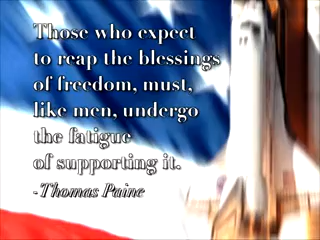 Those who expect
to reap the blessings
of freedom, must,
like men, undergo
the fatigue
of supporting it.
-Thomas Paine